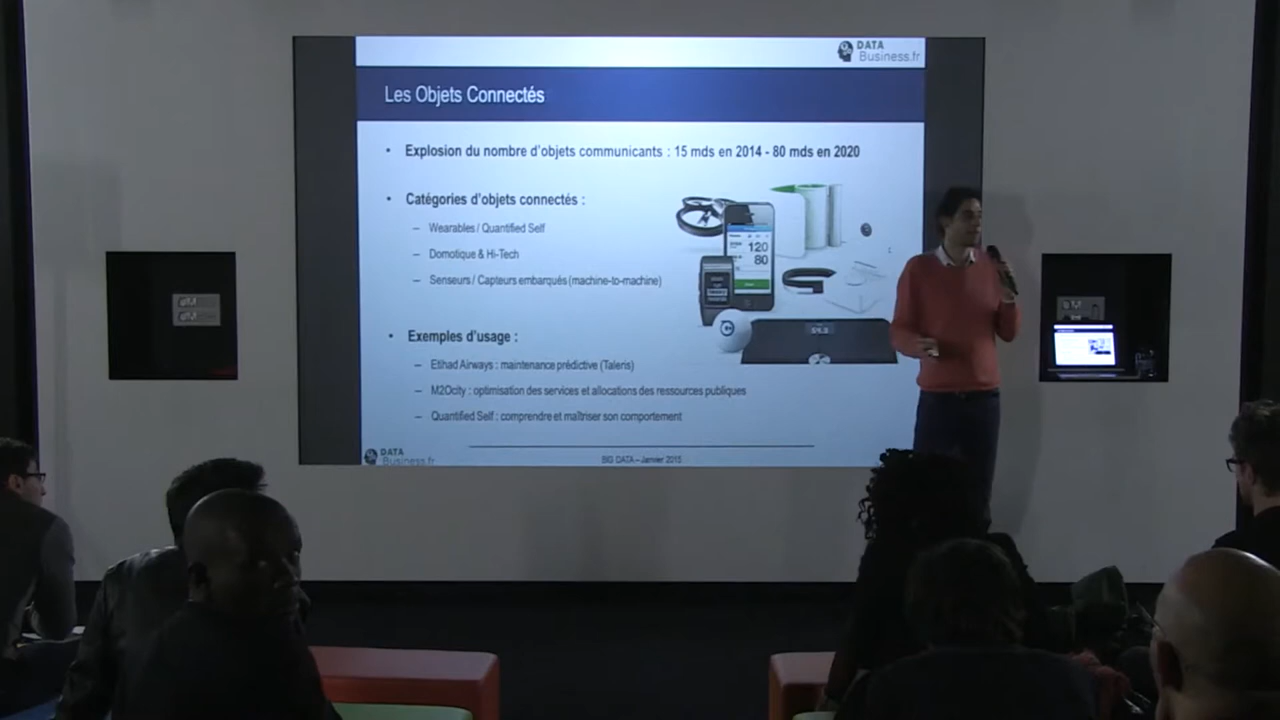 DATA
Business.fr
Les Objets Connectés
• Explosion du nombre d'objets communicants : 15 mds en 2014 - 80 mds en 2020
• Catégories d'objets connectés :
– Wearables / Quantified Self
– Domotique & Hi-Tech
– Senseurs / Capteurs embarqués (machine-to-machine)
120
80
• Exemples d'usage :
– Etihad Airways : maintenance prédictive (Taleris)
– M2Ocity : optimisation des services et allocations des ressources publiques
– Quantified Self : comprendre et maîtriser son comportement
DATA
Business.fr
BIG DATA – Janvier 2015